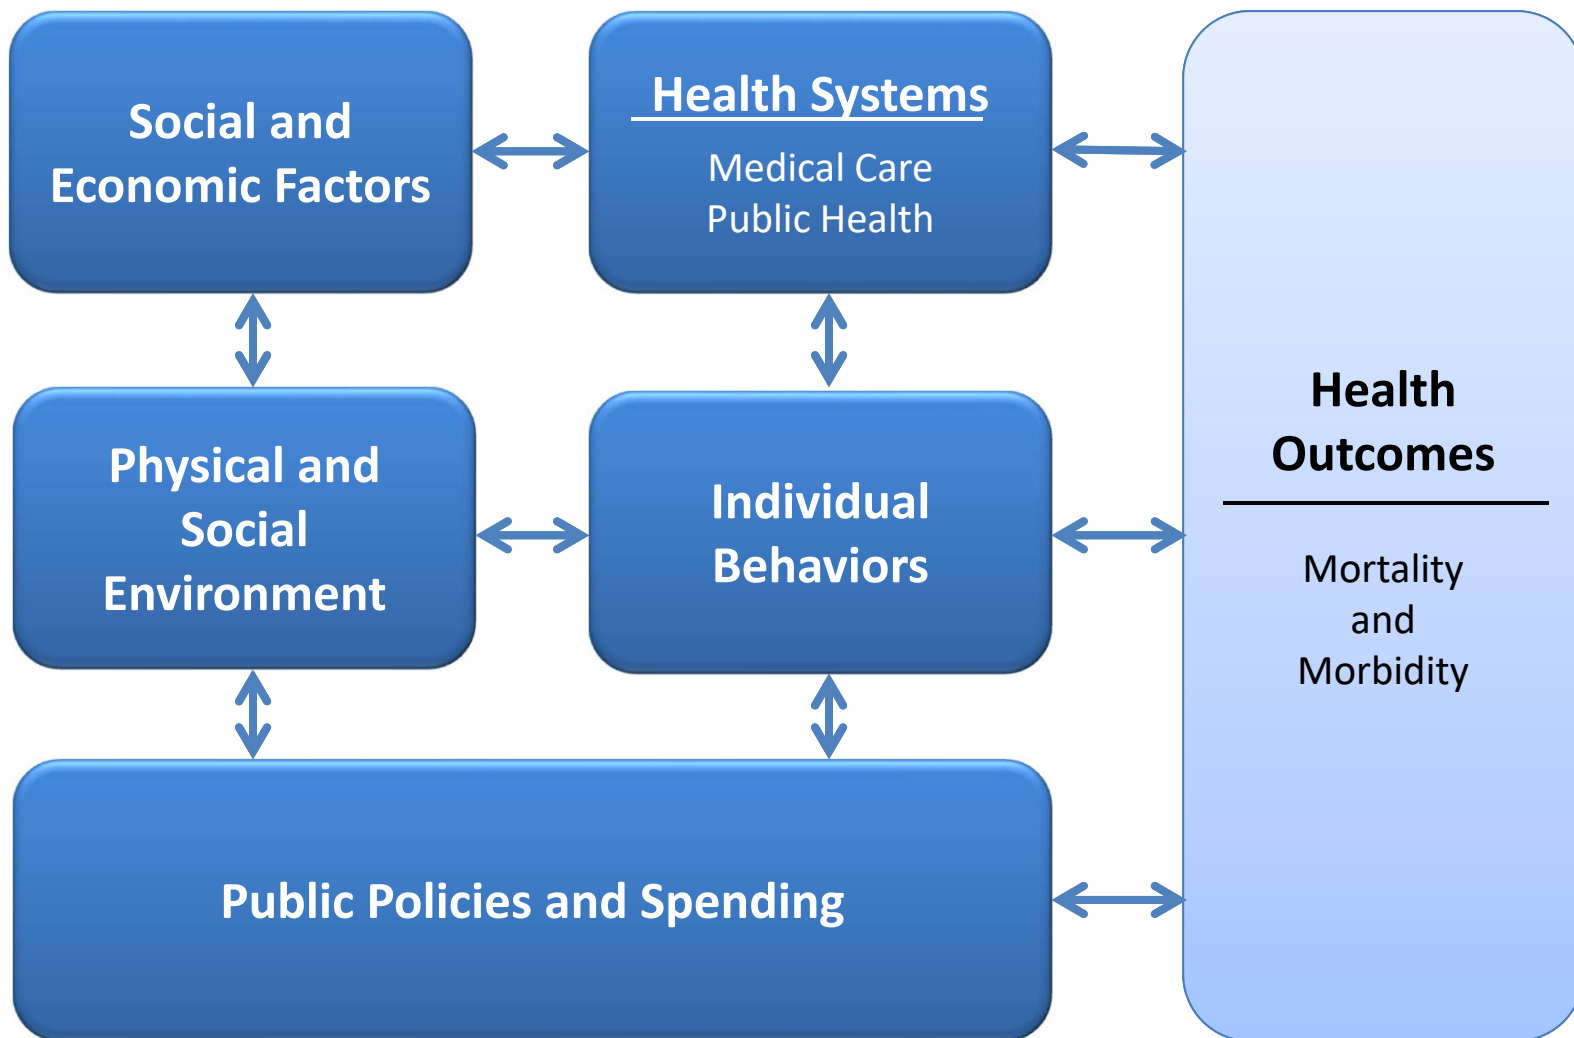 Social and
Economic Factors
Health Systems
Medical Care
Public Health
Physical and
Social
Environment
Individual
Behaviors
Health
Outcomes
Mortality
and
Morbidity
Public Policies and Spending